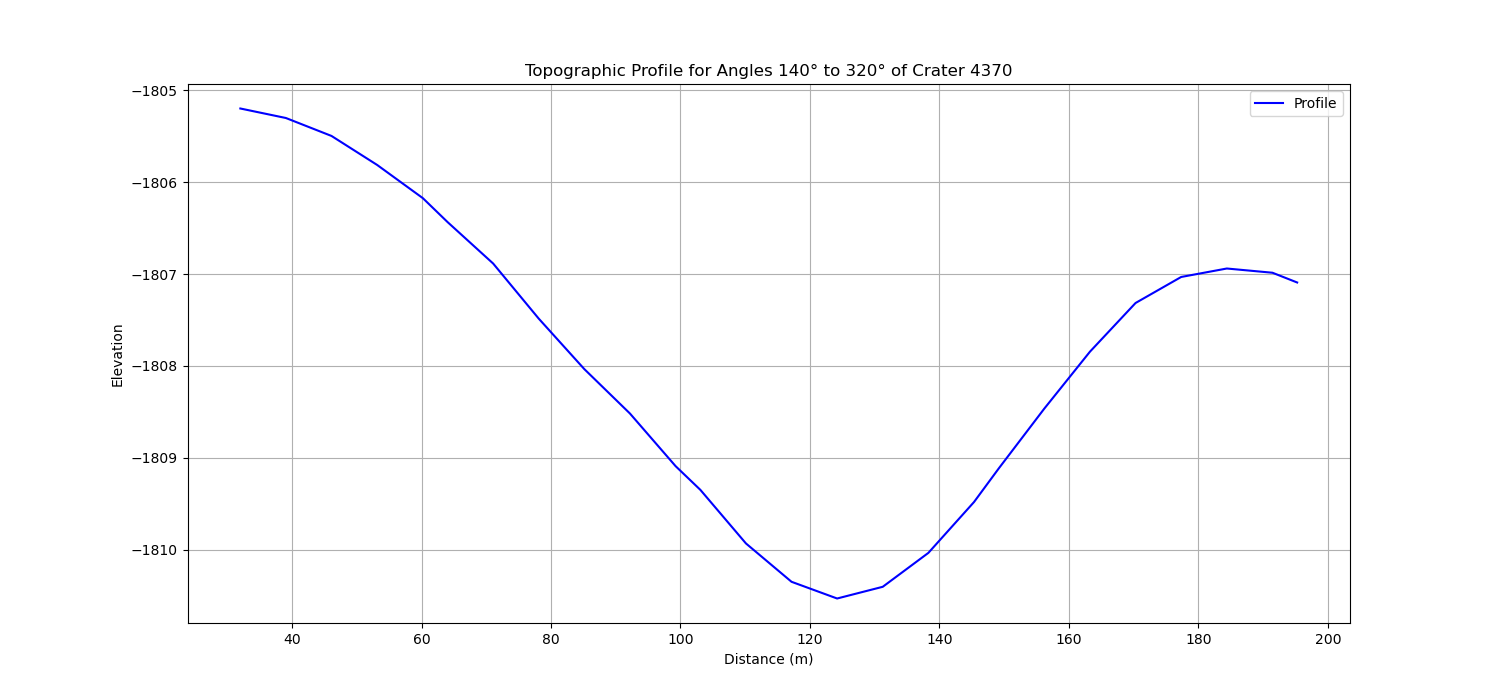 Topographic Profile for Angles 140° to 320° of Crater 4370
Profile
−1805
−1806
−1807
−1808
−1809
−1810
Elevation
40 60 80 100 120 140 160 180 200
Distance (m)